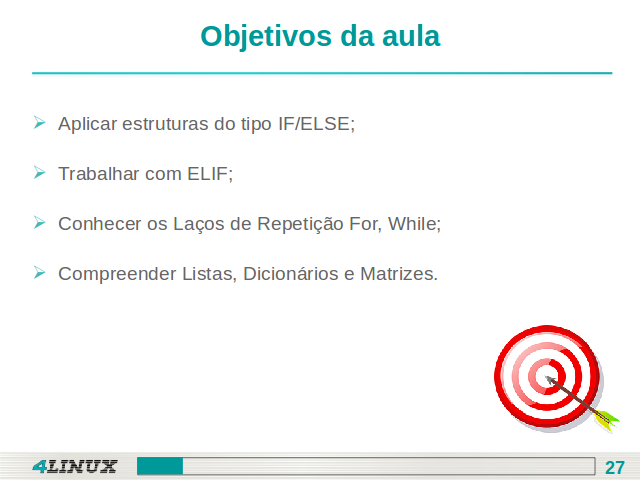 Objetivos da aula
Aplicar estruturas do tipo IF/ELSE;
Trabalhar com ELIF;
Conhecer os Laços de Repetição For, While;
Compreender Listas, Dicionários e Matrizes.
4LINUX
27